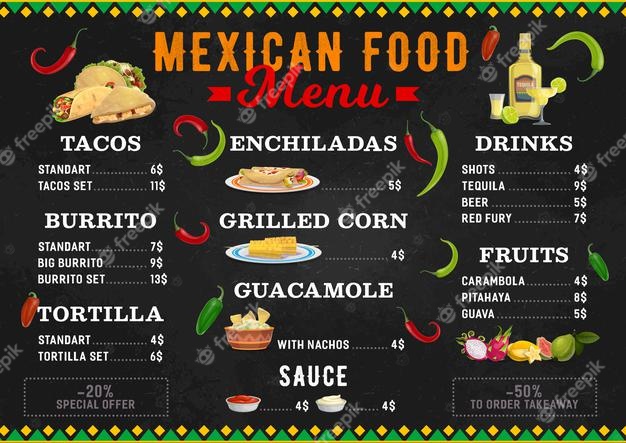 MEXICAN FOOD
Menu
TACOS
STANDART 6$
TACOS SET 11$
BURRITO
STANDART 7$
BIG BURRITO 9$
BURRITO SET 13$
TORTILLA
STANDART 4$
TORTILLA SET 6$
-20%
SPECIAL OFFER
ENCHILADAS
5$
GRILLED CORN
4$
GUACAMOLE
WITH NACHOS 4$
SAUCE
4$ 4$
TEQUILA
DRINKS
SHOTS 4$
TEQUILA 9$
BEER 5$
RED FURY 7$
FRUITS
CARAMBOLA 4$
PITAHAYA 8$
GUAVA 5$
-50%
TO ORDER TAKEAWAY
freepik